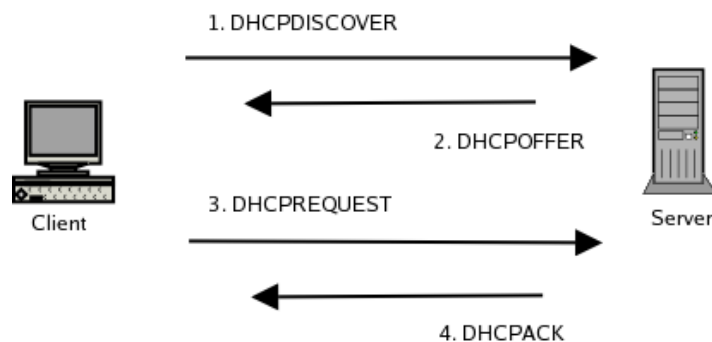 1. DHCPDISCOVER
2. DHCPOFFER
Client
3. DHCPREQUEST
Server
4. DHCPACK